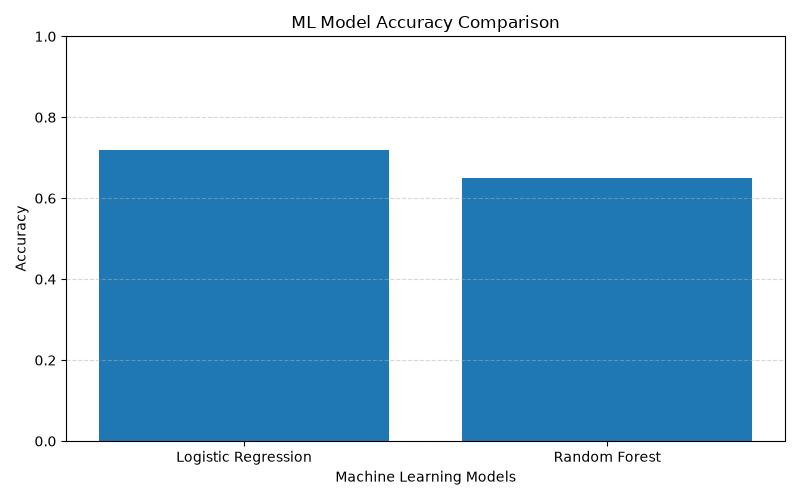 ML Model Accuracy Comparison
1.0
0.8
0.6
0.4
0.2
0.0
Accuracy
Logistic Regression
Random Forest
Machine Learning Models